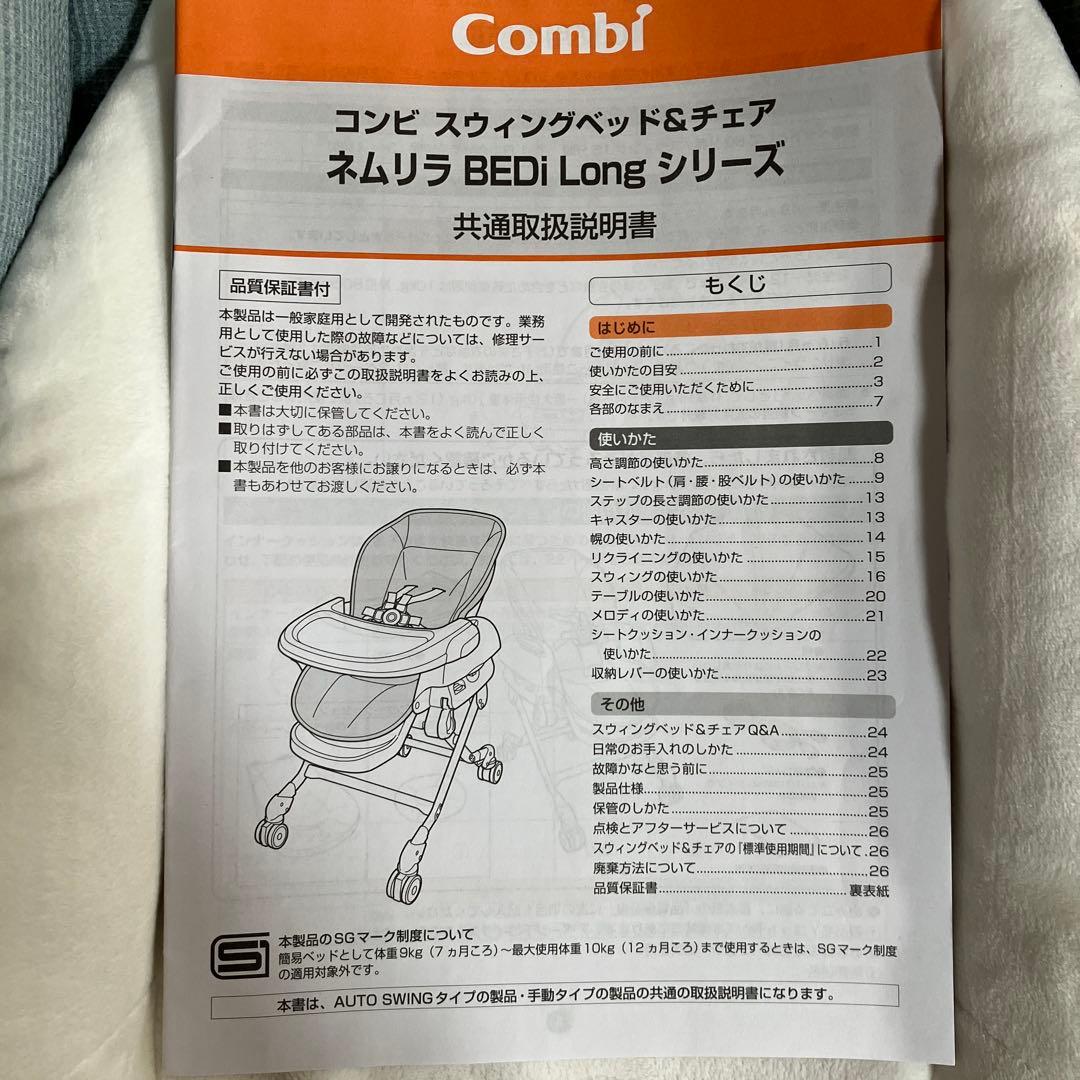 Combi
コンビ スウィングベッド&チェア
ネムリラ BEDi Long シリーズ
共通取扱説明書
品質保証書付
本製品は一般家庭用として開発されたものです。業務
用として使用した際の故障などについては、修理サー
ビスが行えない場合があります。
ご使用の前に必ずこの取扱説明書をよくお読みの上、
正しくご使用ください。
■本書は大切に保管してください。
■取りはずしてある部品は、本書をよく読んで正しく
取り付けてください。
■本製品を他のお客様にお譲りになるときは、必ず本
書もあわせてお渡しください。
もくじ
はじめに
ご使用の前に 1
使いかたの目安 2
安全にご使用いただくために 3
各部のなまえ 7
使いかた
高さ調節の使いかた 8
シートベルト(肩・腰・股ベルト)の使いかた 9
ステップの長さ調節の使いかた 13
キャスターの使いかた 13
幌の使いかた 14
リクライニングの使いかた 15
スウィングの使いかた 16
テーブルの使いかた 20
メロディの使いかた 21
シートクッション・インナークッションの
使いかた 22
収納レバーの使いかた 23
その他
スウィングベッド&チェアQ&A 24
日常のお手入れのしかた 24
故障かなと思う前に 25
製品仕様 25
保管のしかた 25
点検とアフターサービスについて 26
スウィングベッド&チェアの「標準使用期間」について 26
廃棄方法について 26
品質保証書 裏表紙
本製品のSGマーク制度について
簡易ベッドとして体重9kg(7ヵ月ころ)～最大使用体重10kg(12ヵ月ころ)まで使用するときは、SGマーク制度
の適用対象外です。
本書は、AUTO SWINGタイプの製品・手動タイプの製品の共通の取扱説明書になります。